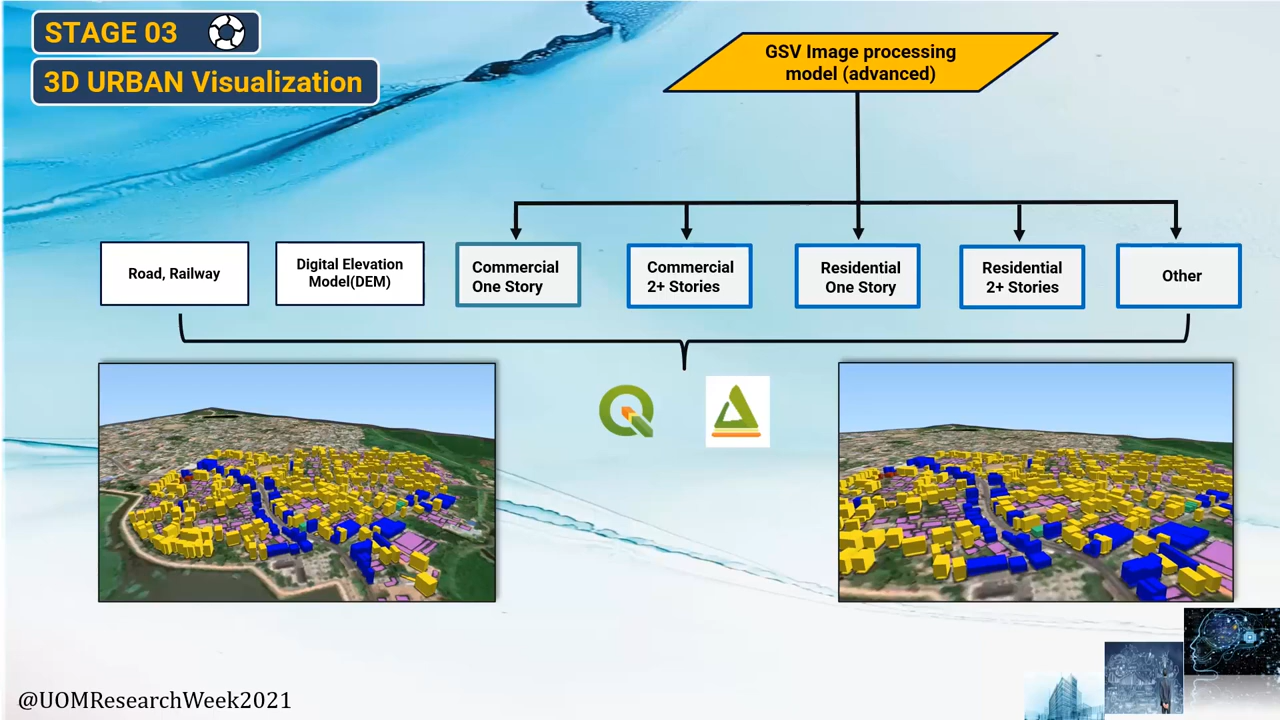 STAGE 03
3D URBAN Visualization
GSV Image processing
model (advanced)
Road, Railway
Digital Elevation
Model(DEM)
Commercial
One Story
Commercial
2+ Stories
Residential
One Story
Residential
2+ Stories
Other
@UOMResearchWeek2021